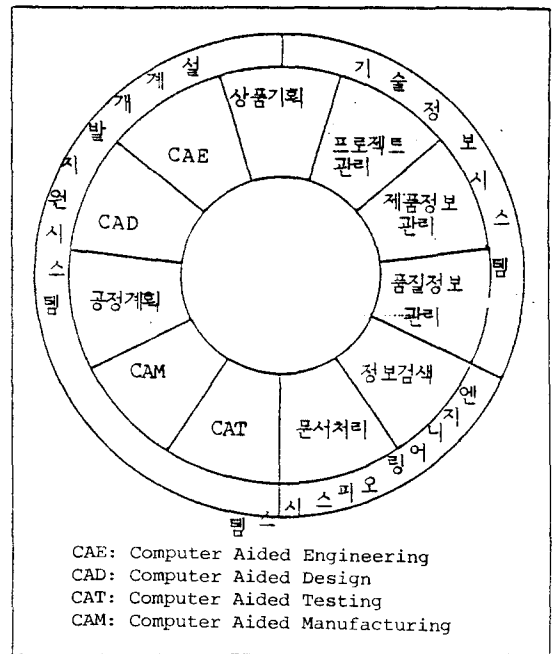 설계개발지원시스템
기술정보시스템
엔지니어링오피스시스템
상품기획
프로젝트
관리
제품정보
관리
품질정보
관리
정보검색
문서처리
CAT
CAM
공정계획
CAD
CAE
CAE: Computer Aided Engineering
CAD: Computer Aided Design
CAT: Computer Aided Testing
CAM: Computer Aided Manufacturing